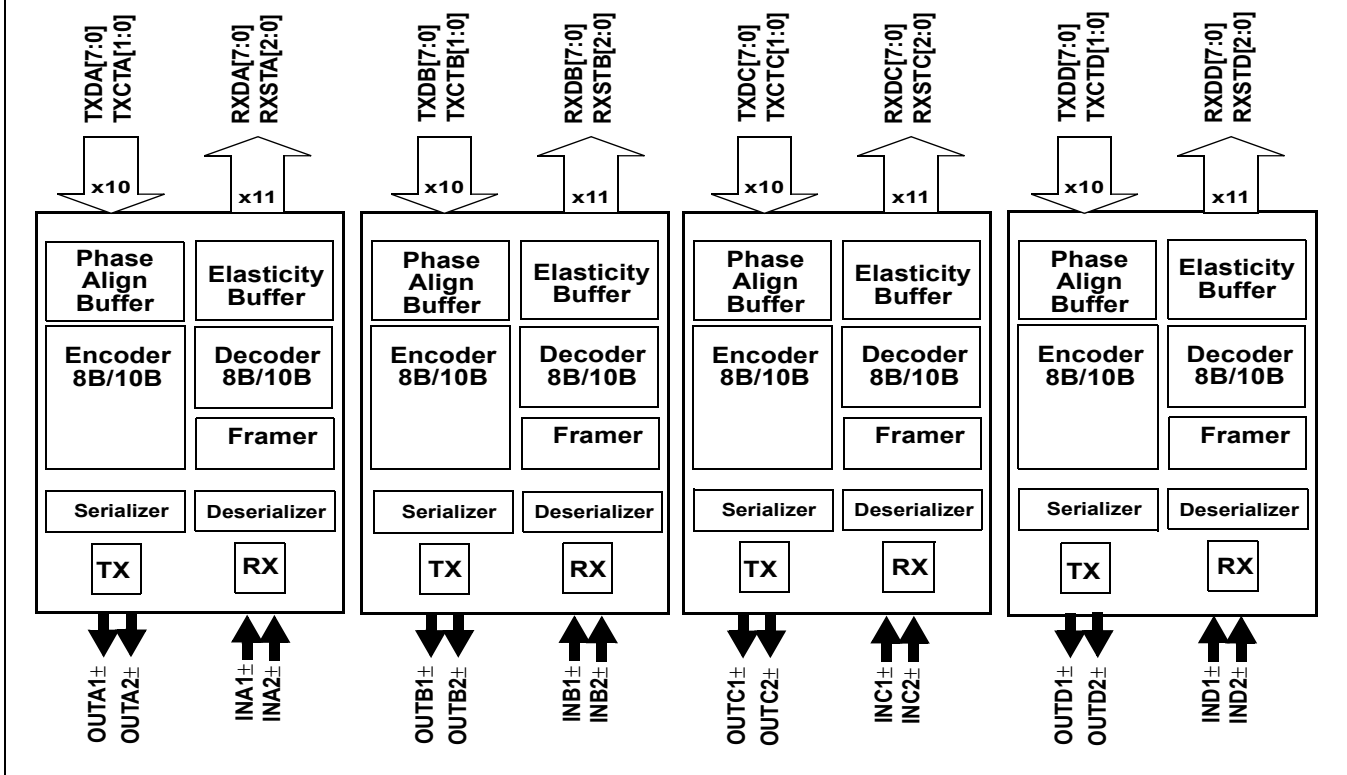 TXDA[7:0]
TXCTA[1:0]
RXDA[7:0]
RXSTA[2:0]
TXDB[7:0]
TXCTB[1:0]
RXDB[7:0]
RXSTB[2:0]
TXDC[7:0]
TXCTC[1:0]
RXDC[7:0]
RXSTC[2:0]
TXDD[7:0]
TXCTD[1:0]
RXDD[7:0]
RXSTD[2:0]
x10
x11
x10
x11
x10
x11
x10
x11
Phase
Align
Buffer
Elasticity
Buffer
Phase
Align
Buffer
Elasticity
Buffer
Phase
Align
Buffer
Elasticity
Buffer
Phase
Align
Buffer
Elasticity
Buffer
Encoder
8B/10B
Decoder
8B/10B
Encoder
8B/10B
Decoder
8B/10B
Encoder
8B/10B
Decoder
8B/10B
Encoder
8B/10B
Decoder
8B/10B
Framer
Framer
Framer
Framer
Serializer
Deserializer
Serializer
Deserializer
Serializer
Deserializer
Serializer
Deserializer
TX
RX
TX
RX
TX
RX
TX
RX
OUTA1±
OUTA2±
INA1±
INA2±
OUTB1±
OUTB2±
INB1±
INB2±
OUTC1±
OUTC2±
INC1±
INC2±
OUTD1±
OUTD2±
IND1±
IND2±